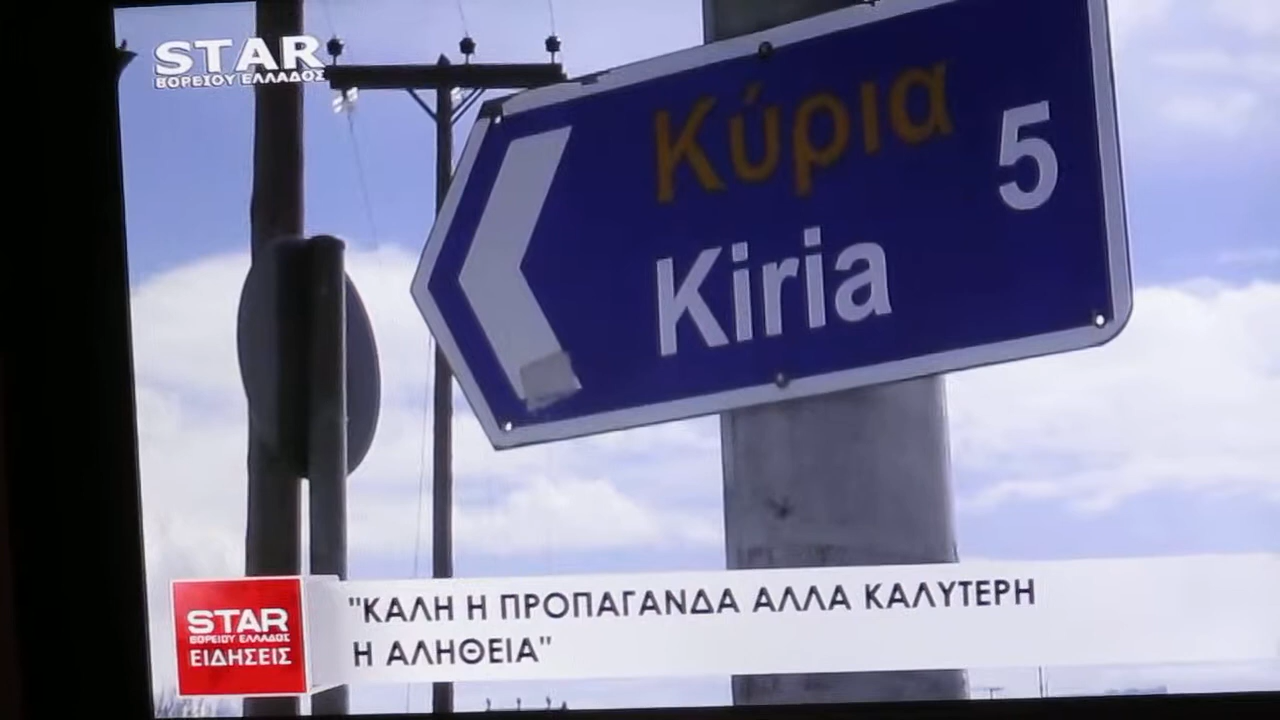 STAR
ΒΟΡΕΙΟΥ ΕΛΛΑΔΟΣ
Κύρια
5
Kiria
STAR
ΒΟΡΕΙΟΥ ΕΛΛΑΔΟΣ
ΕΙΔΗΣΕΙΣ
"ΚΑΛΗ Η ΠΡΟΠΑΓΑΝΔΑ ΑΛΛΑ ΚΑΛΥΤΕΡΗ
Η ΑΛΗΘΕΙΑ"